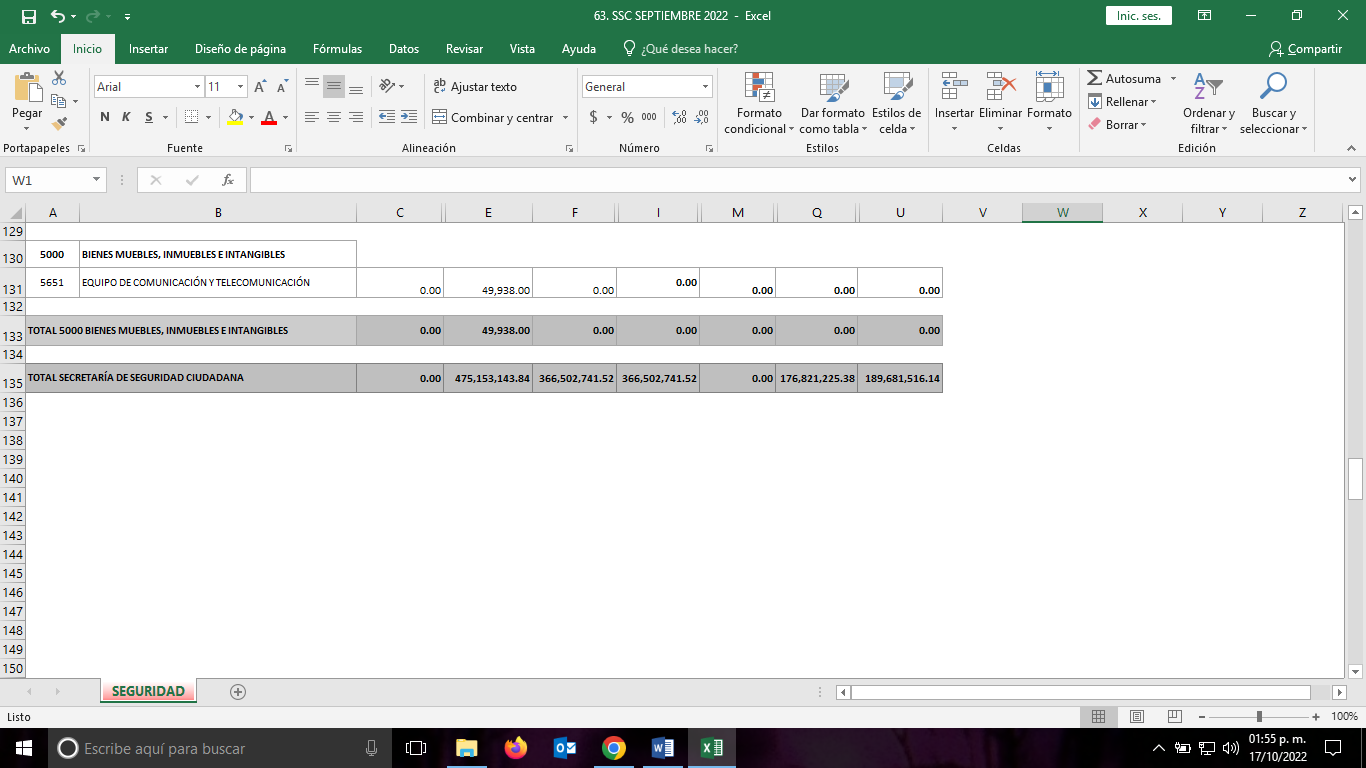 63. SSC SEPTIEMBRE 2022 - Excel
Inic. ses.
Archivo Inicio Insertar Diseño de página Fórmulas Datos Revisar Vista Ayuda ¿Qué desea hacer? Compartir
Pegar
Arial 11
Ajustar texto
General
Formato condicional
Dar formato como tabla
Estilos de celda
Insertar Eliminar Formato
Autosuma
Rellenar
Borrar
Ordenar y filtrar
Buscar y seleccionar
N K S
Combinar y centrar
$ % 000
Portapapeles Fuente Alineación Número Estilos Celdas Edición
W1 fx
A B C E F I M Q U V W X Y Z
129
130 5000 BIENES MUEBLES, INMUEBLES E INTANGIBLES
131 5651 EQUIPO DE COMUNICACIÓN Y TELECOMUNICACIÓN 0.00 49,938.00 0.00 0.00 0.00 0.00 0.00
132
133 TOTAL 5000 BIENES MUEBLES, INMUEBLES E INTANGIBLES 0.00 49,938.00 0.00 0.00 0.00 0.00 0.00
134
135 TOTAL SECRETARÍA DE SEGURIDAD CIUDADANA 0.00 475,153,143.84 366,502,741.52 366,502,741.52 0.00 176,821,225.38 189,681,516.14
136
137
138
139
140
141
142
143
144
145
146
147
148
149
150
SEGURIDAD
Listo
100%
Escribe aquí para buscar
01:55 p. m.
17/10/2022